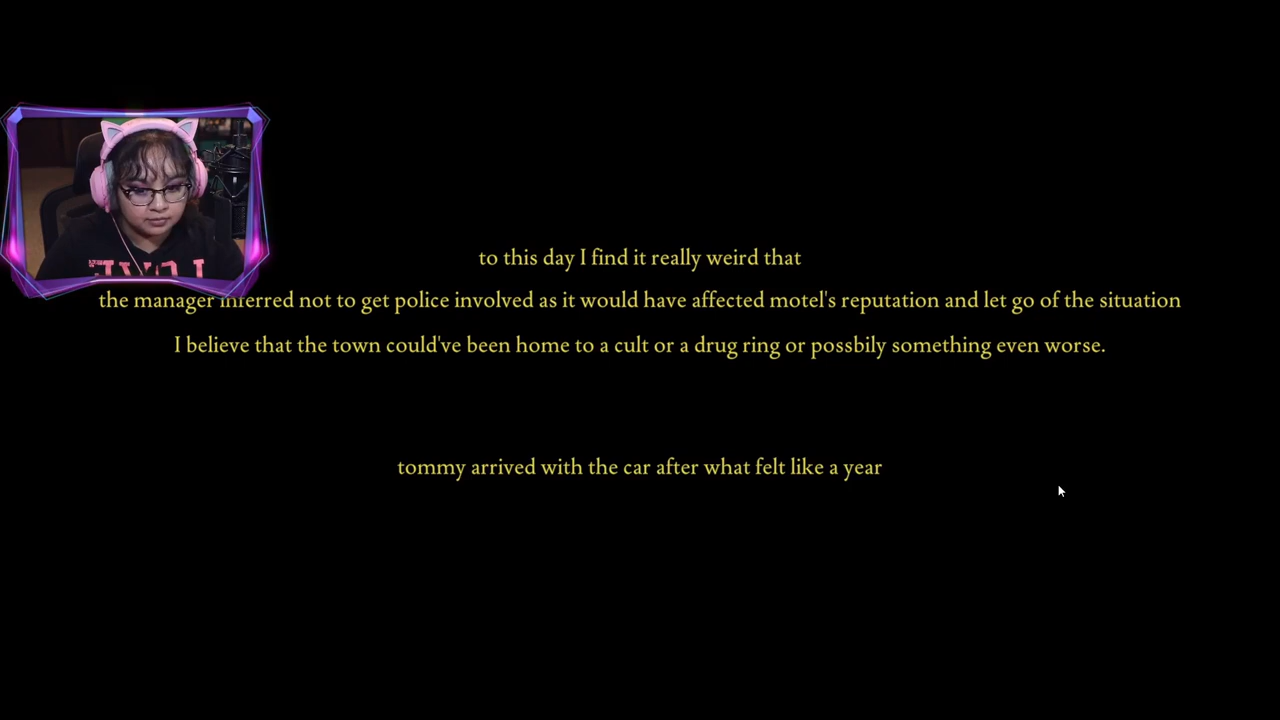 to this day I find it really weird that
the manager inferred not to get police involved as it would have affected motel's reputation and let go of the situation
I believe that the town could've been home to a cult or a drug ring or possbily something even worse.
tommy arrived with the car after what felt like a year